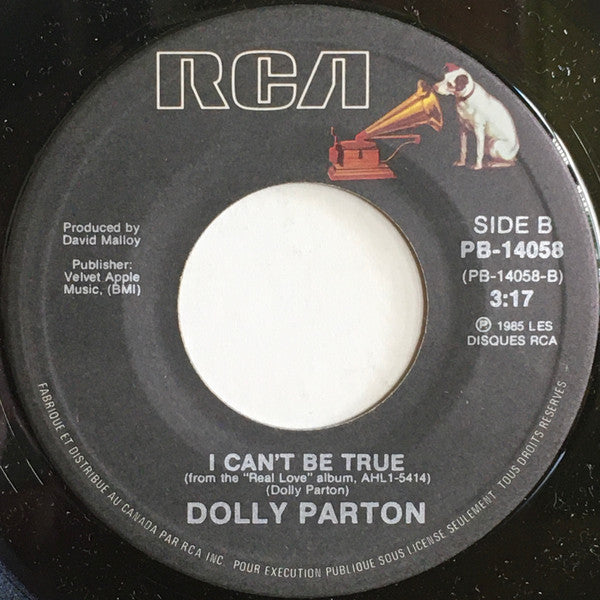 RCA
Produced by
David Malloy
Publisher:
Velvet Apple
Music, (BMI)
SIDE B
PB-14058
(PB-14058-B)
3:17
℗ 1985 LES
DISQUES RCA
I CAN'T BE TRUE
(from the "Real Love" album, AHL1-5414)
(Dolly Parton)
DOLLY PARTON
FABRIQUE ET DISTRIBUE AU CANADA PAR RCA INC. POUR EXECUTION PUBLIQUE SOUS LICENSE SEULEMENT. TOUS DROITS RESERVES